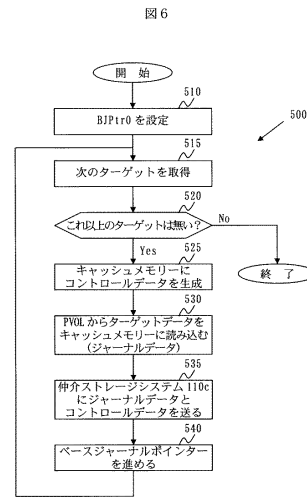 図6
開 始
510
BJPtr0を設定
500
515
次のターゲットを取得
520
これ以上のターゲットは無い?
No
Yes
525
キャッシュメモリーに
コントロールデータを生成
終 了
530
PVOLからターゲットデータを
キャッシュメモリーに読み込む
(ジャーナルデータ)
535
仲介ストレージシステム110c
にジャーナルデータと
コントロールデータを送る
540
ベースジャーナルポインター
を進める